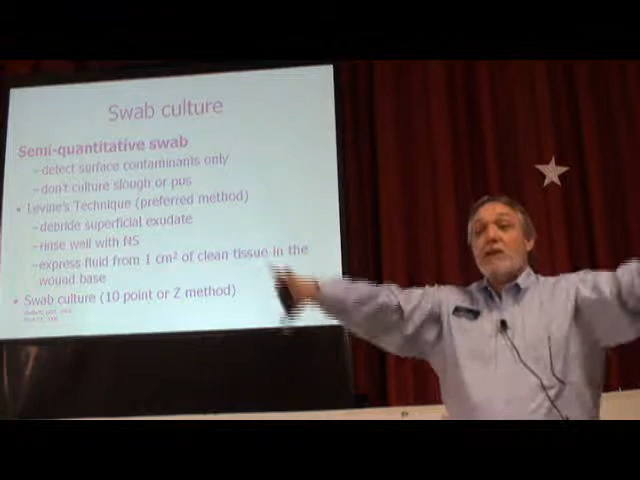 Swab culture
Semi-quantitative swab
–detect surface contaminants only
–don't culture slough or pus
• Levine's Technique (preferred method)
–debride superficial exudate
–rinse well with NS
–express fluid from 1 cm² of clean tissue in the
wound base
• Swab culture (10 point or Z method)